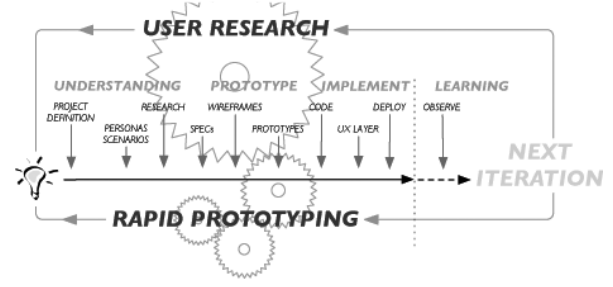 USER RESEARCH
UNDERSTANDING PROTOTYPE IMPLEMENT LEARNING
PROJECT
DEFINITION
PERSONAS
SCENARIOS
RESEARCH
SPECs
WIREFRAMES
PROTOTYPES
CODE
UX LAYER
DEPLOY
OBSERVE
NEXT
ITERATION
RAPID PROTOTYPING